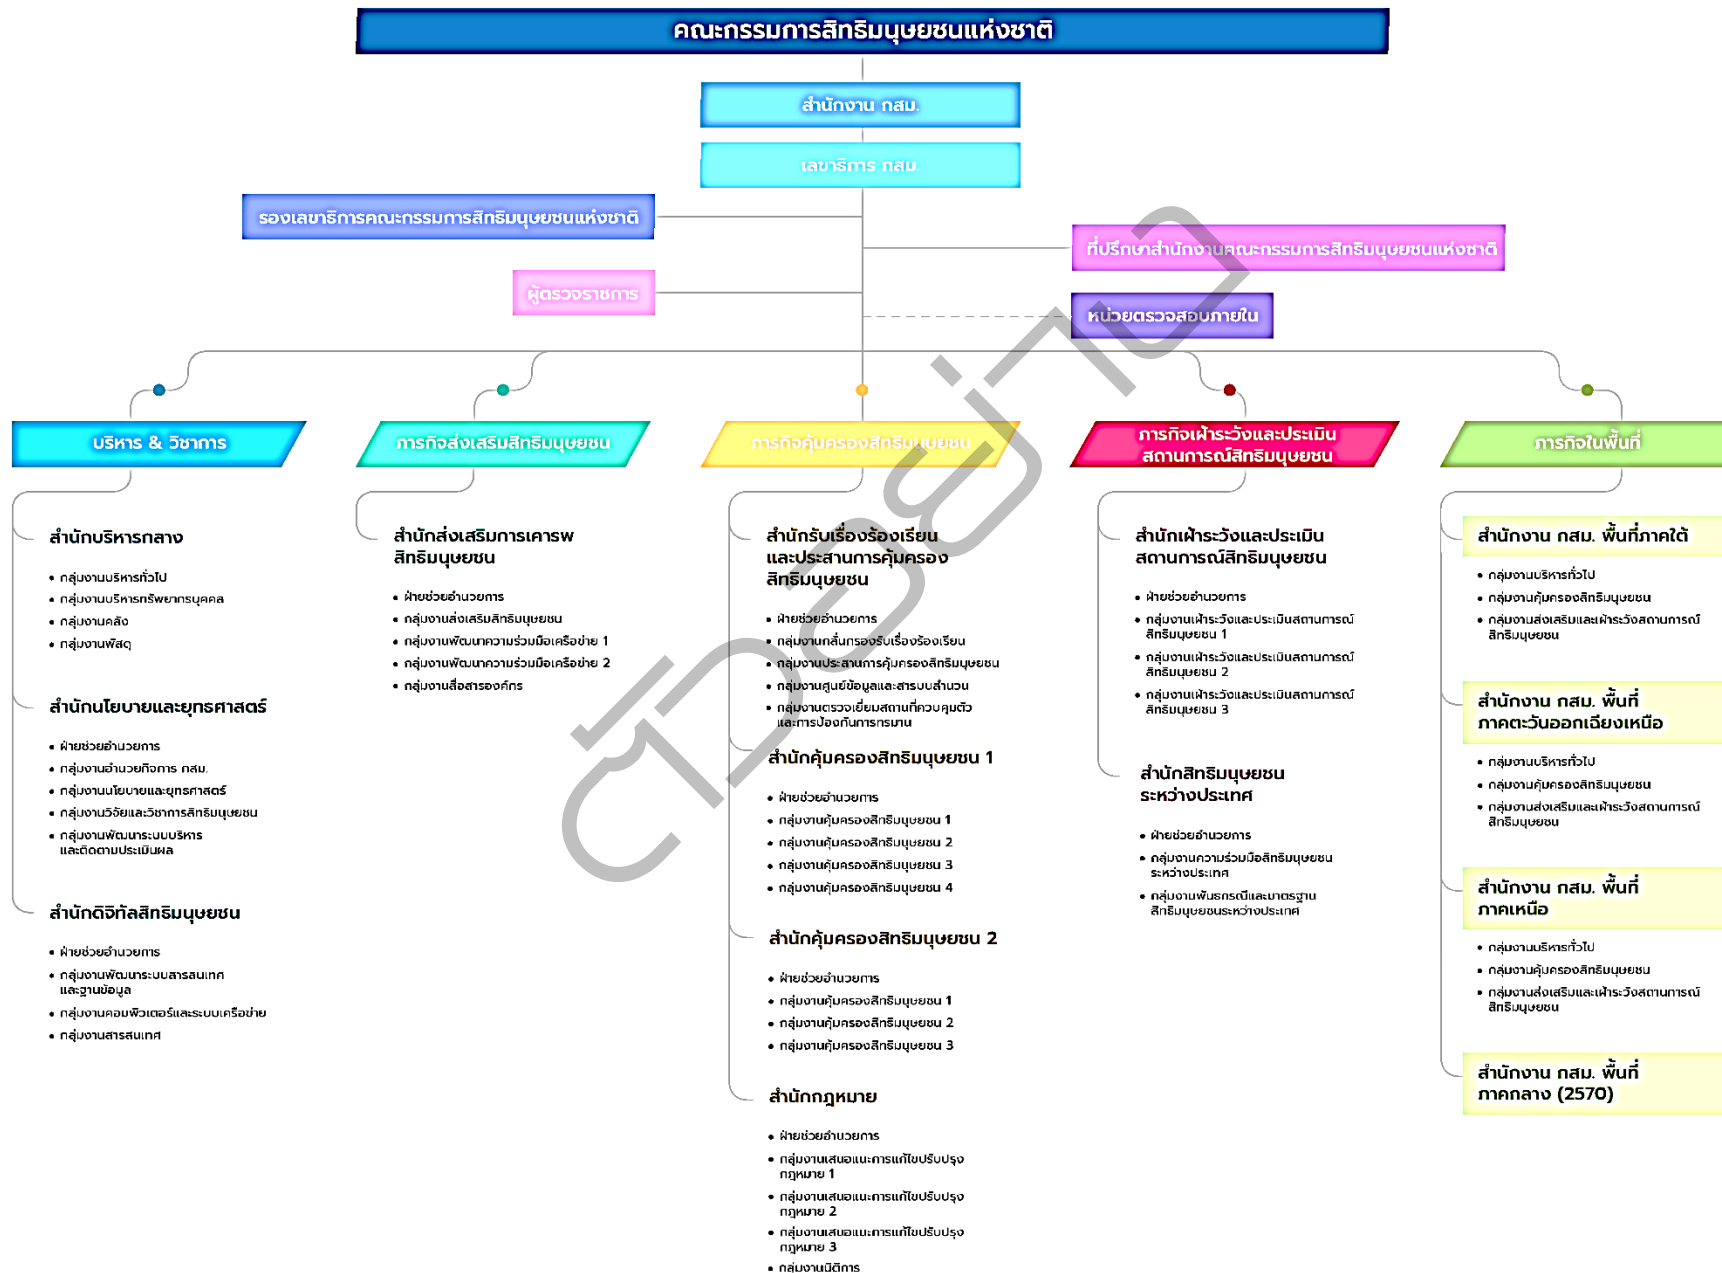 คณะกรรมการสิทธิมนุษยชนแห่งชาติ
สำนักงาน กสม.
เลขาธิการ กสม.
รองเลขาธิการคณะกรรมการสิทธิมนุษยชนแห่งชาติ
ที่ปรึกษาสำนักงานคณะกรรมการสิทธิมนุษยชนแห่งชาติ
ผู้ตรวจราชการ
หน่วยตรวจสอบภายใน
บริหาร & วิชาการ
สำนักบริหารกลาง
• กลุ่มงานบริหารทั่วไป
• กลุ่มงานบริหารทรัพยากรบุคคล
• กลุ่มงานคลัง
• กลุ่มงานพัสดุ
สำนักนโยบายและยุทธศาสตร์
• ฝ่ายช่วยอำนวยการ
• กลุ่มงานอำนวยกิจการ กสม.
• กลุ่มงานนโยบายและยุทธศาสตร์
• กลุ่มงานวิจัยและวิชาการสิทธิมนุษยชน
• กลุ่มงานพัฒนาระบบบริหาร
และติดตามประเมินผล
สำนักดิจิทัลสิทธิมนุษยชน
• ฝ่ายช่วยอำนวยการ
• กลุ่มงานพัฒนาระบบสารสนเทศ
และฐานข้อมูล
• กลุ่มงานคอมพิวเตอร์และระบบเครือข่าย
• กลุ่มงานสารสนเทศ
ภารกิจส่งเสริมสิทธิมนุษยชน
สำนักส่งเสริมการเคารพ
สิทธิมนุษยชน
• ฝ่ายช่วยอำนวยการ
• กลุ่มงานส่งเสริมสิทธิมนุษยชน
• กลุ่มงานพัฒนาความร่วมมือเครือข่าย 1
• กลุ่มงานพัฒนาความร่วมมือเครือข่าย 2
• กลุ่มงานสื่อสารองค์กร
ภารกิจคุ้มครองสิทธิมนุษยชน
สำนักรับเรื่องร้องเรียน
และประสานการคุ้มครอง
สิทธิมนุษยชน
• ฝ่ายช่วยอำนวยการ
• กลุ่มงานกลั่นกรองรับเรื่องร้องเรียน
• กลุ่มงานประสานการคุ้มครองสิทธิมนุษยชน
• กลุ่มงานศูนย์ข้อมูลและสารบบสำนวน
• กลุ่มงานตรวจเยี่ยมสถานที่ควบคุมตัว
และการป้องกันการทรมาน
สำนักคุ้มครองสิทธิมนุษยชน 1
• ฝ่ายช่วยอำนวยการ
• กลุ่มงานคุ้มครองสิทธิมนุษยชน 1
• กลุ่มงานคุ้มครองสิทธิมนุษยชน 2
• กลุ่มงานคุ้มครองสิทธิมนุษยชน 3
• กลุ่มงานคุ้มครองสิทธิมนุษยชน 4
สำนักคุ้มครองสิทธิมนุษยชน 2
• ฝ่ายช่วยอำนวยการ
• กลุ่มงานคุ้มครองสิทธิมนุษยชน 1
• กลุ่มงานคุ้มครองสิทธิมนุษยชน 2
• กลุ่มงานคุ้มครองสิทธิมนุษยชน 3
สำนักกฎหมาย
• ฝ่ายช่วยอำนวยการ
• กลุ่มงานเสนอแนะการแก้ไขปรับปรุง
กฎหมาย 1
• กลุ่มงานเสนอแนะการแก้ไขปรับปรุง
กฎหมาย 2
• กลุ่มงานเสนอแนะการแก้ไขปรับปรุง
กฎหมาย 3
• กลุ่มงานนิติการ
ภารกิจเฝ้าระวังและประเมิน
สถานการณ์สิทธิมนุษยชน
สำนักเฝ้าระวังและประเมิน
สถานการณ์สิทธิมนุษยชน
• ฝ่ายช่วยอำนวยการ
• กลุ่มงานเฝ้าระวังและประเมินสถานการณ์
สิทธิมนุษยชน 1
• กลุ่มงานเฝ้าระวังและประเมินสถานการณ์
สิทธิมนุษยชน 2
• กลุ่มงานเฝ้าระวังและประเมินสถานการณ์
สิทธิมนุษยชน 3
สำนักสิทธิมนุษยชน
ระหว่างประเทศ
• ฝ่ายช่วยอำนวยการ
• กลุ่มงานความร่วมมือสิทธิมนุษยชน
ระหว่างประเทศ
• กลุ่มงานพันธกรณีและมาตรฐาน
สิทธิมนุษยชนระหว่างประเทศ
ภารกิจในพื้นที่
สำนักงาน กสม. พื้นที่ภาคใต้
• กลุ่มงานบริหารทั่วไป
• กลุ่มงานคุ้มครองสิทธิมนุษยชน
• กลุ่มงานส่งเสริมและเฝ้าระวังสถานการณ์
สิทธิมนุษยชน
สำนักงาน กสม. พื้นที่
ภาคตะวันออกเฉียงเหนือ
• กลุ่มงานบริหารทั่วไป
• กลุ่มงานคุ้มครองสิทธิมนุษยชน
• กลุ่มงานส่งเสริมและเฝ้าระวังสถานการณ์
สิทธิมนุษยชน
สำนักงาน กสม. พื้นที่
ภาคเหนือ
• กลุ่มงานบริหารทั่วไป
• กลุ่มงานคุ้มครองสิทธิมนุษยชน
• กลุ่มงานส่งเสริมและเฝ้าระวังสถานการณ์
สิทธิมนุษยชน
สำนักงาน กสม. พื้นที่
ภาคกลาง (2570)
ตัวอย่าง